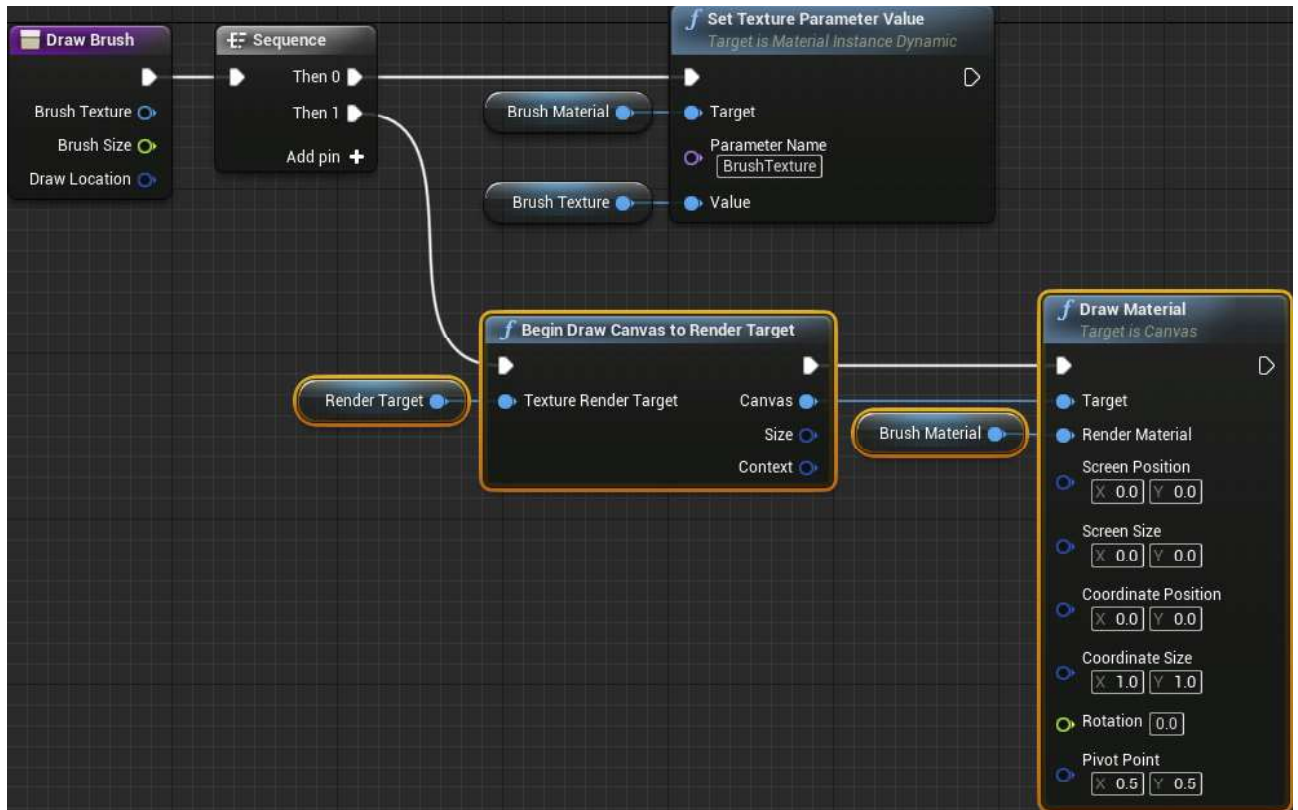 Draw Brush
Brush Texture
Brush Size
Draw Location
Sequence
Then 0
Then 1
Add pin
Set Texture Parameter Value
Target is Material Instance Dynamic
Brush Material
Target
Parameter Name
BrushTexture
Brush Texture
Value
Begin Draw Canvas to Render Target
Render Target
Texture Render Target
Canvas
Size
Context
Brush Material
Draw Material
Target is Canvas
Target
Render Material
Screen Position
X 0.0 Y 0.0
Screen Size
X 0.0 Y 0.0
Coordinate Position
X 0.0 Y 0.0
Coordinate Size
X 1.0 Y 1.0
Rotation 0.0
Pivot Point
X 0.5 Y 0.5